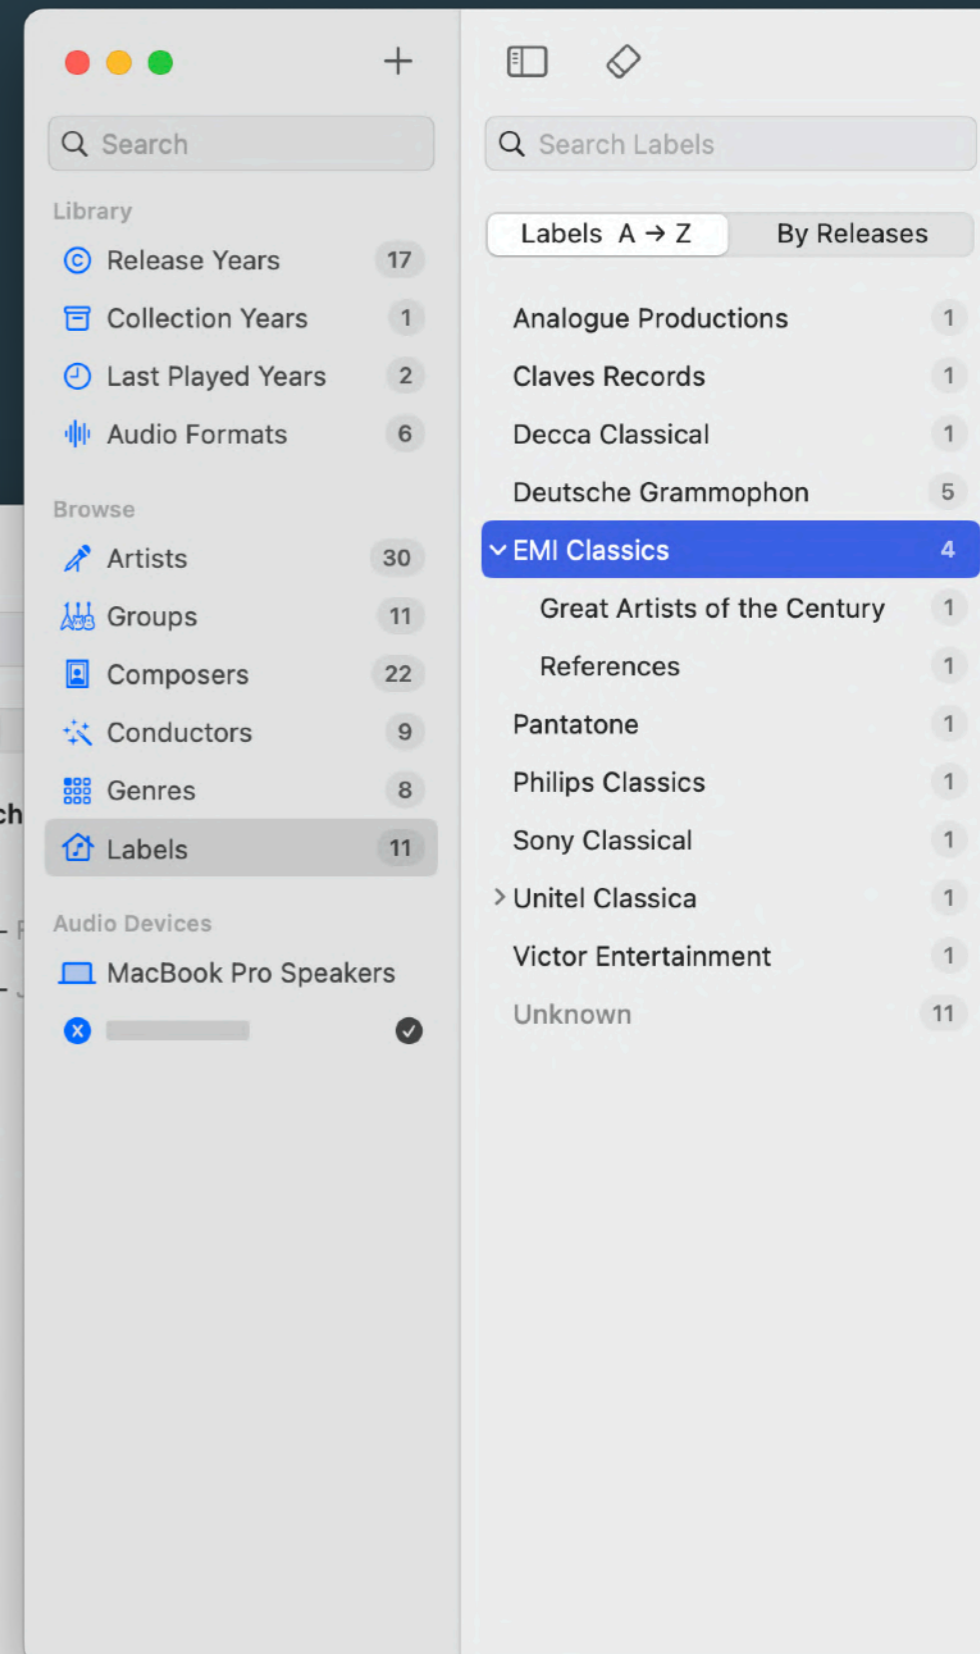 Search
Library
Release Years 17
Collection Years 1
Last Played Years 2
Audio Formats 6
Browse
Artists 30
Groups 11
Composers 22
Conductors 9
Genres 8
Labels 11
Audio Devices
MacBook Pro Speakers
Search Labels
Labels A → Z By Releases
Analogue Productions 1
Claves Records 1
Decca Classical 1
Deutsche Grammophon 5
EMI Classics 4
Great Artists of the Century 1
References 1
Pantatone 1
Philips Classics 1
Sony Classical 1
Unitel Classica 1
Victor Entertainment 1
Unknown 11